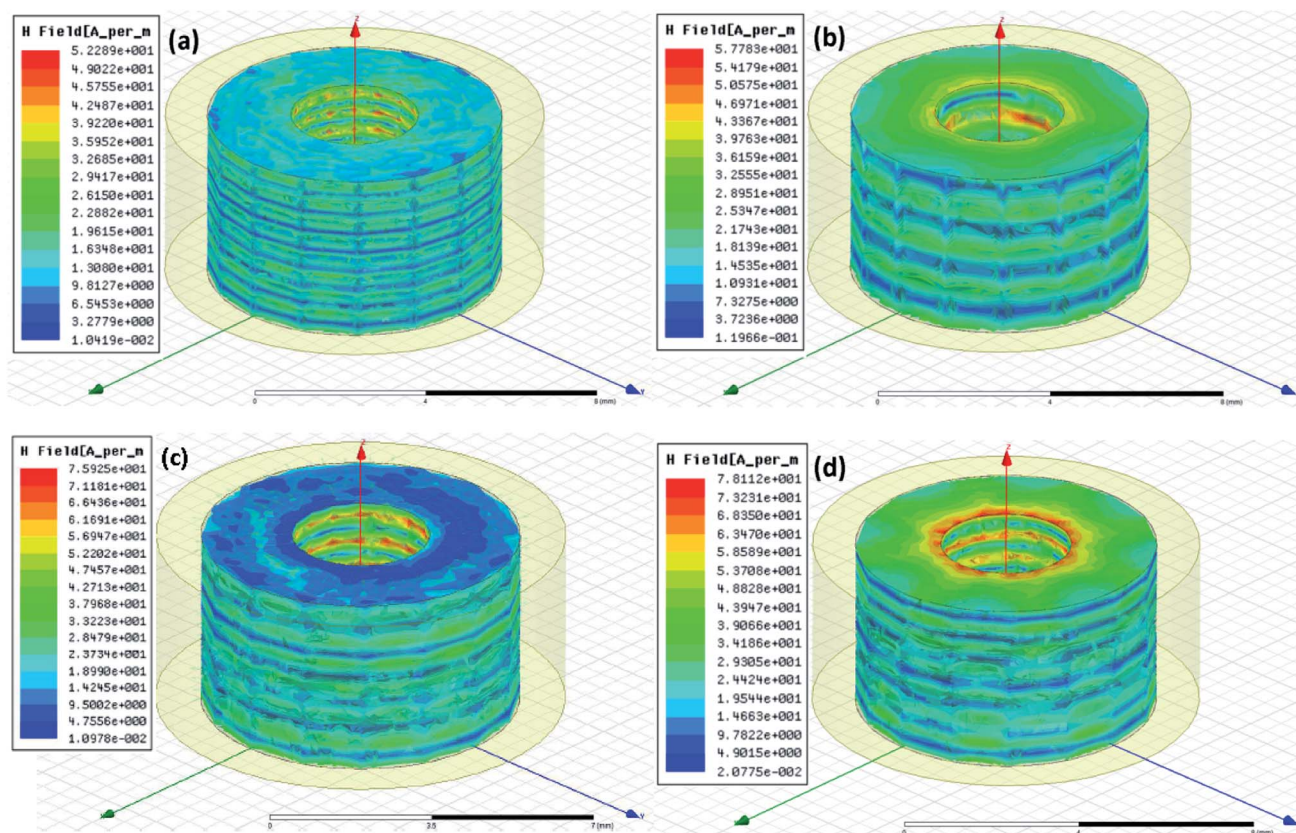 H Field[A_per_m
5.2289e+001
4.9022e+001
4.5755e+001
4.2487e+001
3.9220e+001
3.5952e+001
3.2685e+001
2.9417e+001
2.6150e+001
2.2882e+001
1.9615e+001
1.6348e+001
1.3080e+001
9.8127e+000
6.5453e+000
3.2779e+000
1.0419e-002
(a)
Z
Y
0 4 8 (mm)
H Field[A_per_m
5.7783e+001
5.4179e+001
5.0575e+001
4.6971e+001
4.3367e+001
3.9763e+001
3.6159e+001
3.2555e+001
2.8951e+001
2.5347e+001
2.1743e+001
1.8139e+001
1.4535e+001
1.0931e+001
7.3275e+000
3.7236e+000
1.1966e-001
(b)
Z
0 4 8 (mm)
H Field[A_per_m
7.5925e+001
7.1181e+001
6.6436e+001
6.1691e+001
5.6947e+001
5.2202e+001
4.7457e+001
4.2713e+001
3.7968e+001
3.3223e+001
2.8479e+001
2.3734e+001
1.8990e+001
1.4245e+001
9.5002e+000
4.7556e+000
1.0978e-002
(c)
Z
0 3.5 7 (mm)
H Field[A_per_m
7.8112e+001
7.3231e+001
6.8350e+001
6.3470e+001
5.8589e+001
5.3708e+001
4.8828e+001
4.3947e+001
3.9066e+001
3.4186e+001
2.9305e+001
2.4424e+001
1.9544e+001
1.4663e+001
9.7822e+000
4.9015e+000
2.0775e-002
(d)
Z